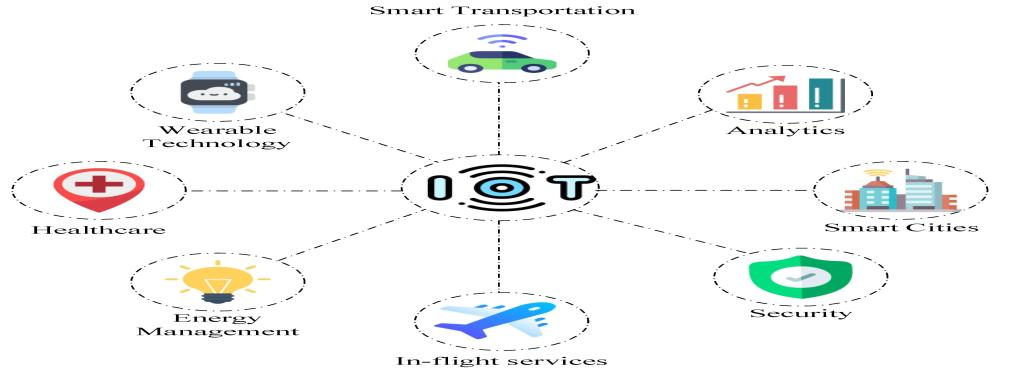 Smart Transportation
Wearable
Technology
Analytics
IOT
Healthcare
Smart Cities
Energy
Management
Security
In-flight services